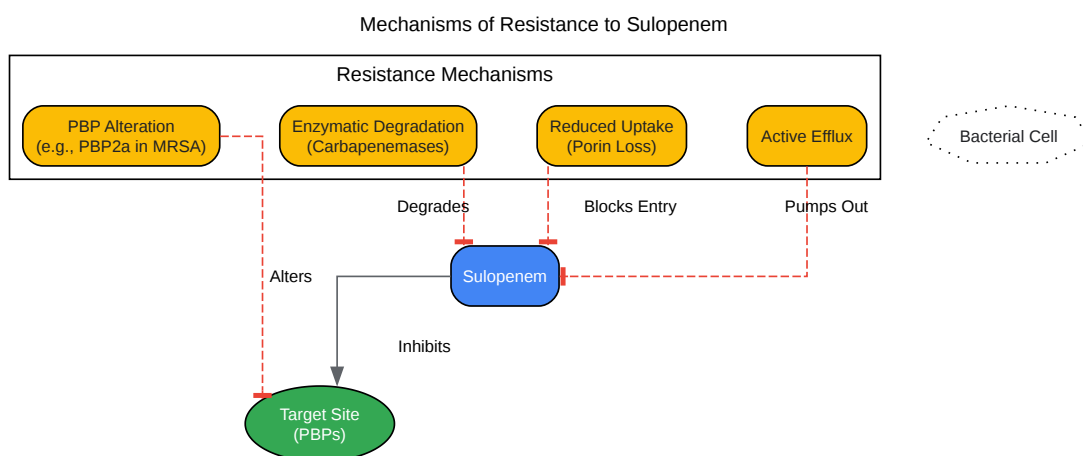 Mechanisms of Resistance to Sulopenem
Resistance Mechanisms
PBP Alteration
(e.g., PBP2a in MRSA)
Enzymatic Degradation
(Carbapenemases)
Reduced Uptake
(Porin Loss)
Active Efflux
Bacterial Cell
Degrades
Blocks Entry
Pumps Out
Alters
Sulopenem
Inhibits
Target Site
(PBPs)